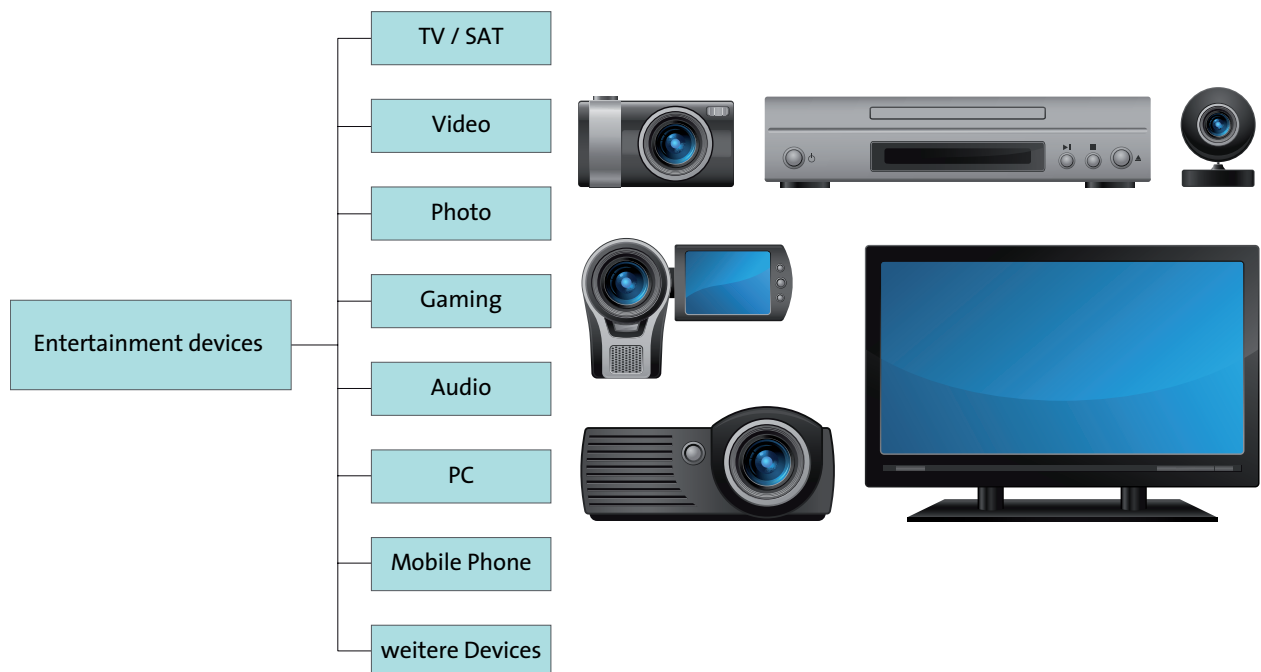 TV / SAT
Video
Photo
Gaming
Entertainment devices
Audio
PC
Mobile Phone
weitere Devices